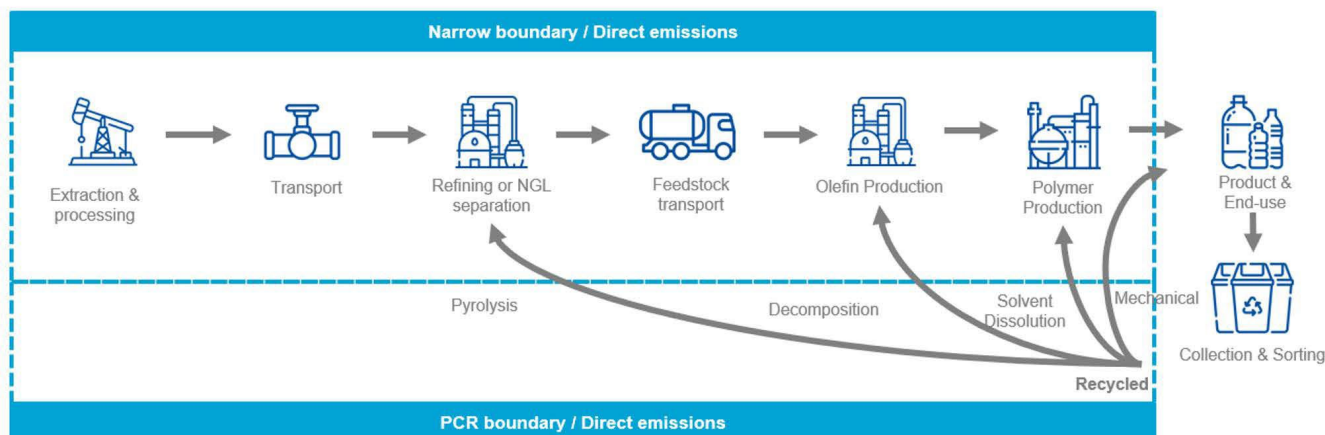 Narrow boundary / Direct emissions
Extraction &
processing
Transport
Refining or NGL
separation
Feedstock
transport
Olefin Production
Polymer
Production
Product &
End-use
Pyrolysis
Decomposition
Solvent
Dissolution
Mechanical
Collection & Sorting
Recycled
PCR boundary / Direct emissions